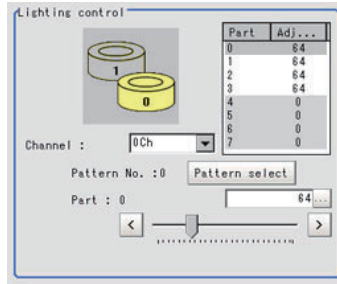 Lighting control
Part Adj...
0 64
1 64
2 64
3 64
4 0
5 0
6 0
7 0
1
0
Channel : 0Ch
Pattern No. :0 Pattern select
Part : 0 64 ...
< >